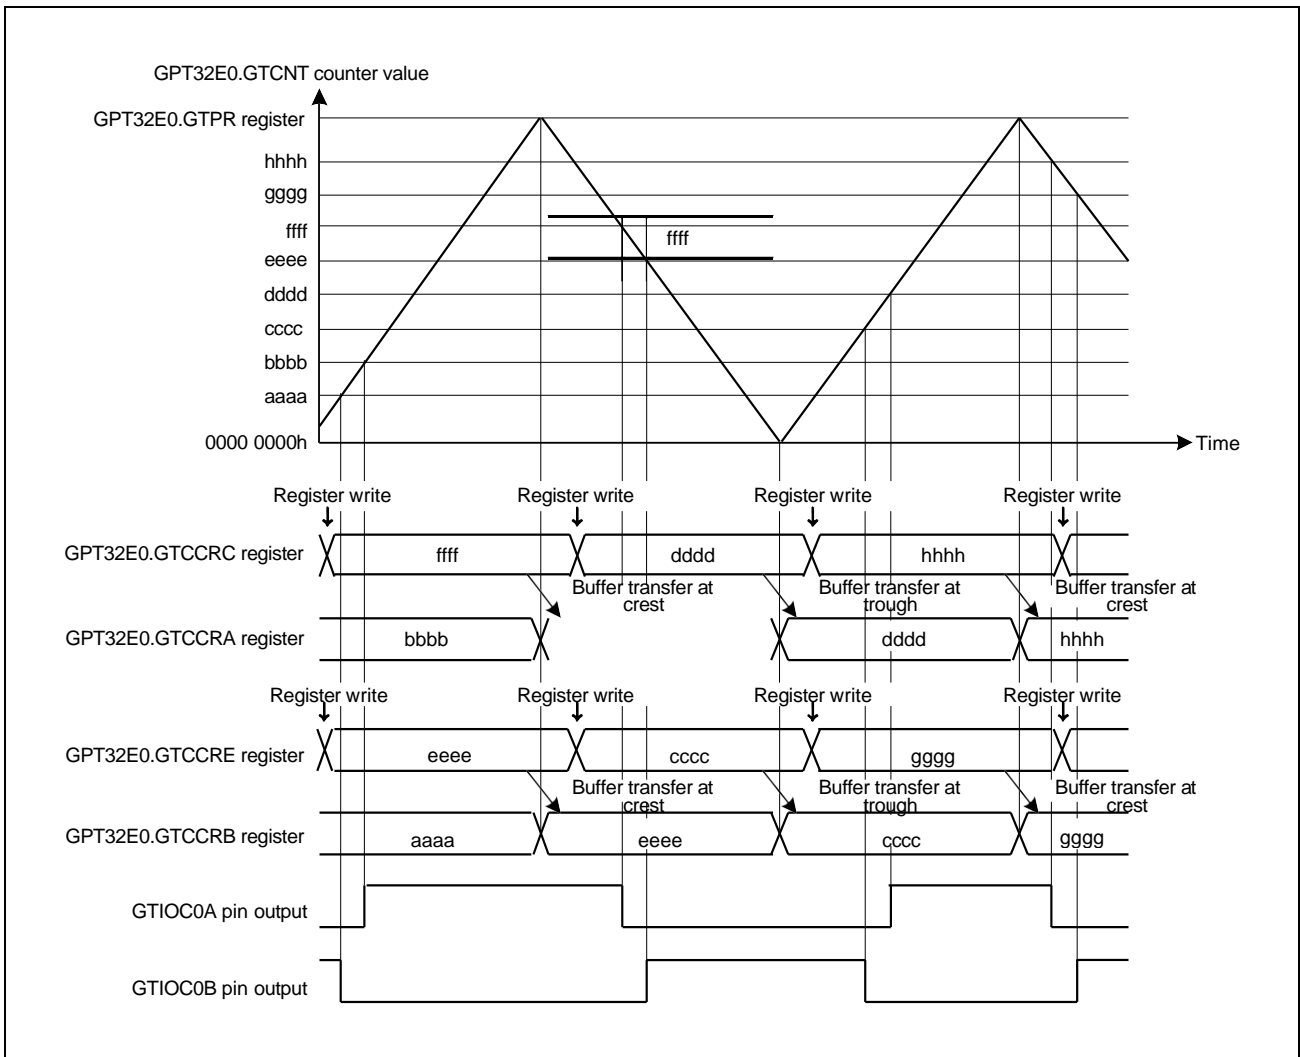 GPT32E0.GTCNT counter value
GPT32E0.GTPR register
hhhh
gggg
ffff
ffff
eeee
dddd
cccc
bbbb
aaaa
0000 0000h
Time
Register write Register write Register write Register write
GPT32E0.GTCCRC register ffff dddd hhhh
Buffer transfer at crest
Buffer transfer at trough
Buffer transfer at crest
GPT32E0.GTCCRA register bbbb dddd hhhh
Register write Register write Register write Register write
GPT32E0.GTCCRE register eeee cccc gggg
Buffer transfer at crest
Buffer transfer at trough
Buffer transfer at crest
GPT32E0.GTCCRB register aaaa eeee cccc gggg
GTIOC0A pin output
GTIOC0B pin output